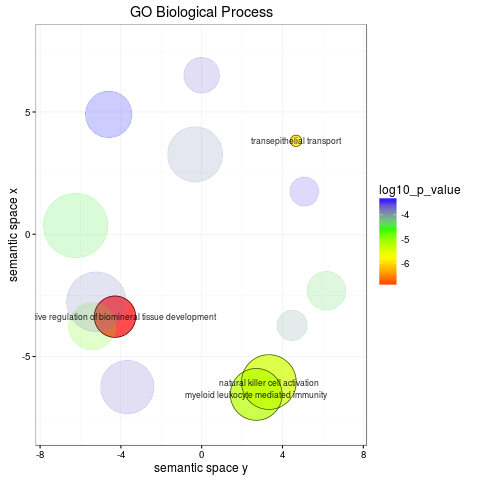 GO Biological Process
semantic space x
5
0
-5
-8
-4
0
4
8
semantic space y
transepithelial transport
ive regulation of biomineral tissue development
natural killer cell activation
myeloid leukocyte mediated immunity
log10_p_value
-4
-5
-6